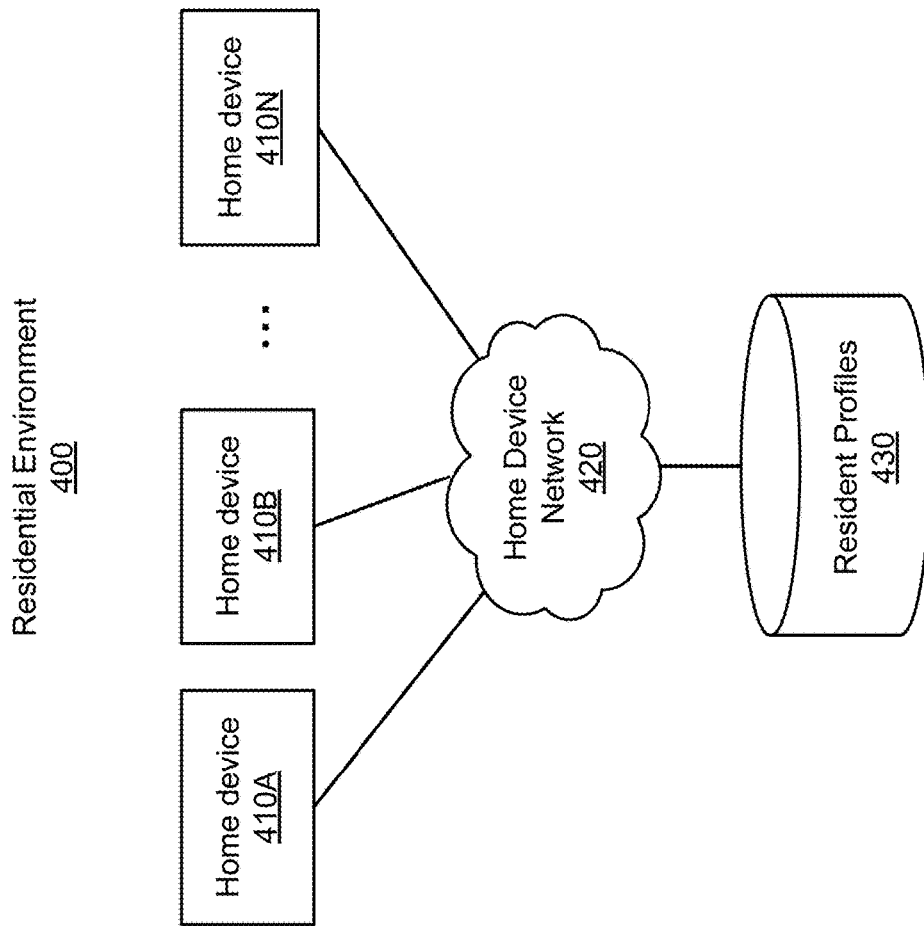 Residential Environment
400
Home device
410A
Home device
410B
...
Home device
410N
Home Device
Network
420
Resident Profiles
430